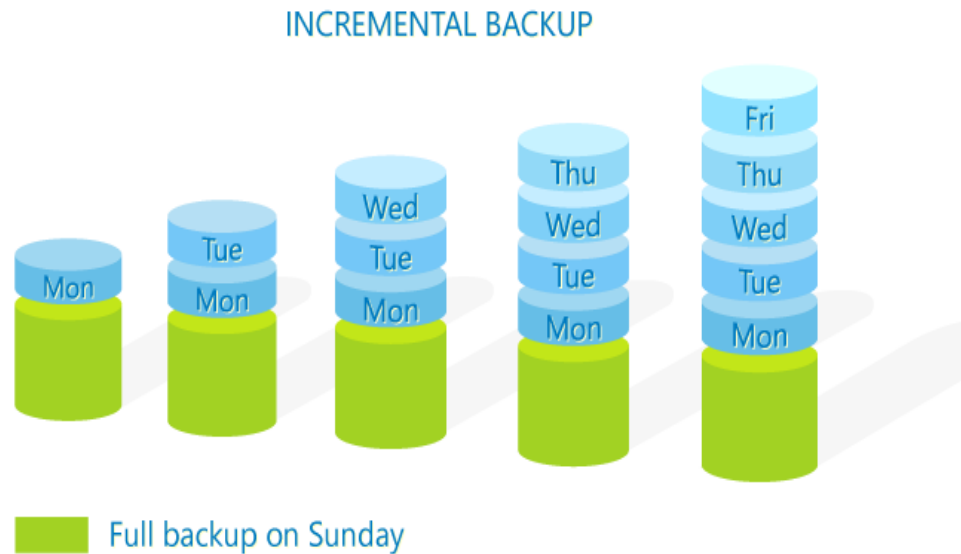 INCREMENTAL BACKUP
Mon
Tue
Mon
Wed
Tue
Mon
Thu
Wed
Tue
Mon
Fri
Thu
Wed
Tue
Mon
Full backup on Sunday